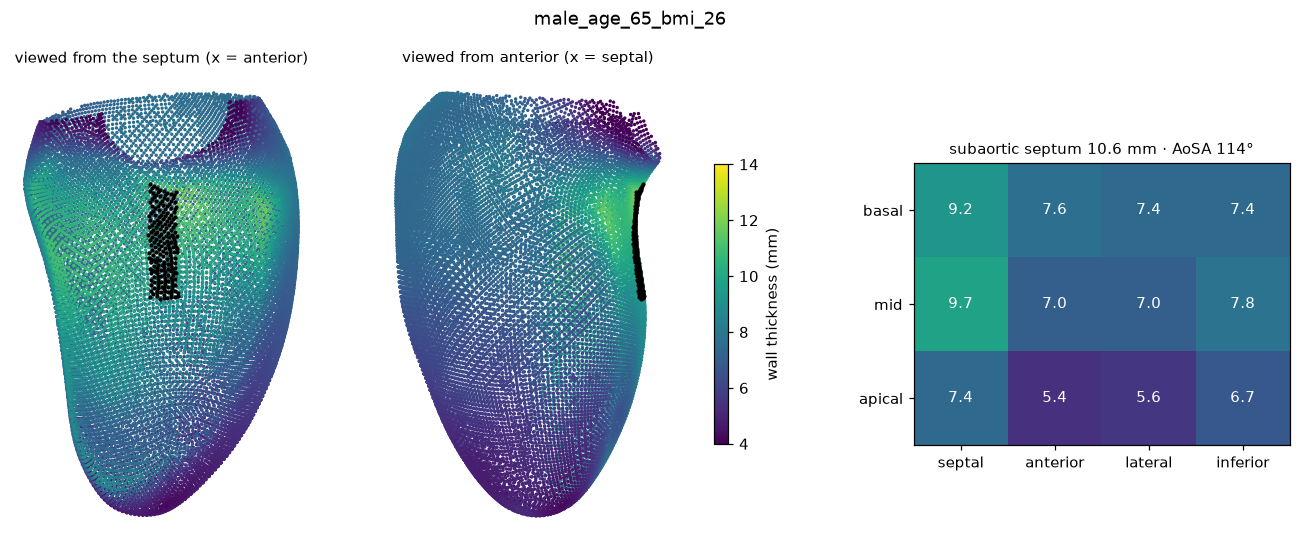 male_age_65_bmi_26
viewed from the septum (x = anterior)
viewed from anterior (x = septal)
14
12
10
8
6
4
wall thickness (mm)
subaortic septum 10.6 mm · AoSA 114°
basal 9.2 7.6 7.4 7.4
mid 9.7 7.0 7.0 7.8
apical 7.4 5.4 5.6 6.7
septal anterior lateral inferior